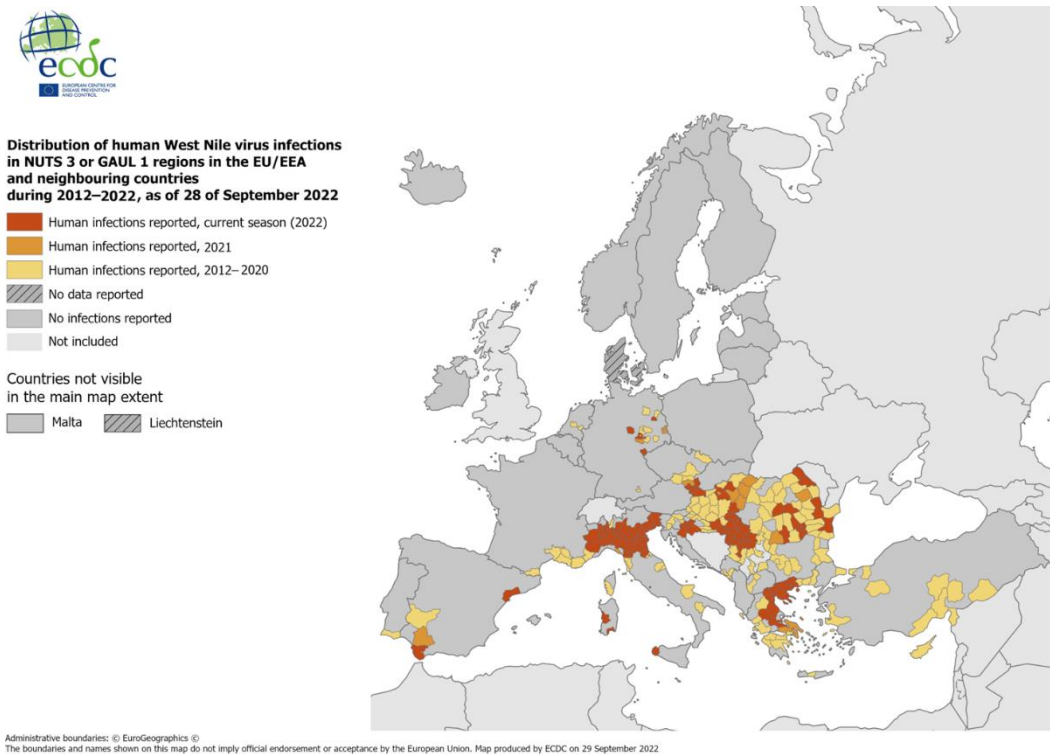 ecdc
EUROPEAN CENTRE FOR
DISEASE PREVENTION
AND CONTROL
Distribution of human West Nile virus infections
in NUTS 3 or GAUL 1 regions in the EU/EEA
and neighbouring countries
during 2012–2022, as of 28 of September 2022
Human infections reported, current season (2022)
Human infections reported, 2021
Human infections reported, 2012–2020
No data reported
No infections reported
Not included
Countries not visible
in the main map extent
Malta
Liechtenstein
Administrative boundaries: © EuroGeographics ©
The boundaries and names shown on this map do not imply official endorsement or acceptance by the European Union. Map produced by ECDC on 29 September 2022